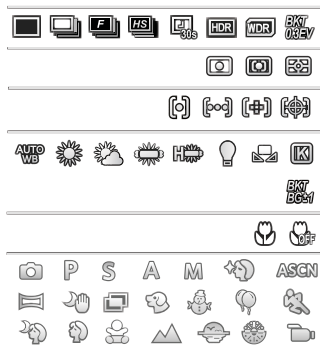 F HS 30s HDR WDR BKT 0.3EV
AUTO WB H K
BKT BG±1
OFF
P S A M ASCN